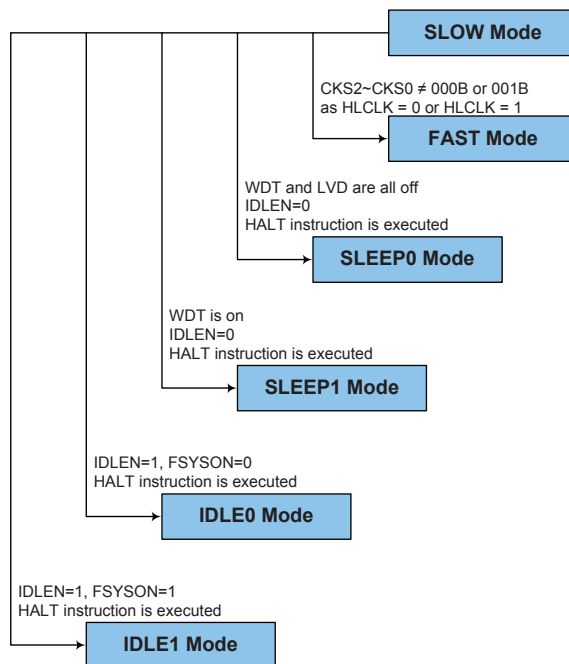 SLOW Mode
CKS2~CKS0 ≠ 000B or 001B
as HLCLK = 0 or HLCLK = 1
FAST Mode
WDT and LVD are all off
IDLEN=0
HALT instruction is executed
SLEEP0 Mode
WDT is on
IDLEN=0
HALT instruction is executed
SLEEP1 Mode
IDLEN=1, FSYSON=0
HALT instruction is executed
IDLE0 Mode
IDLEN=1, FSYSON=1
HALT instruction is executed
IDLE1 Mode